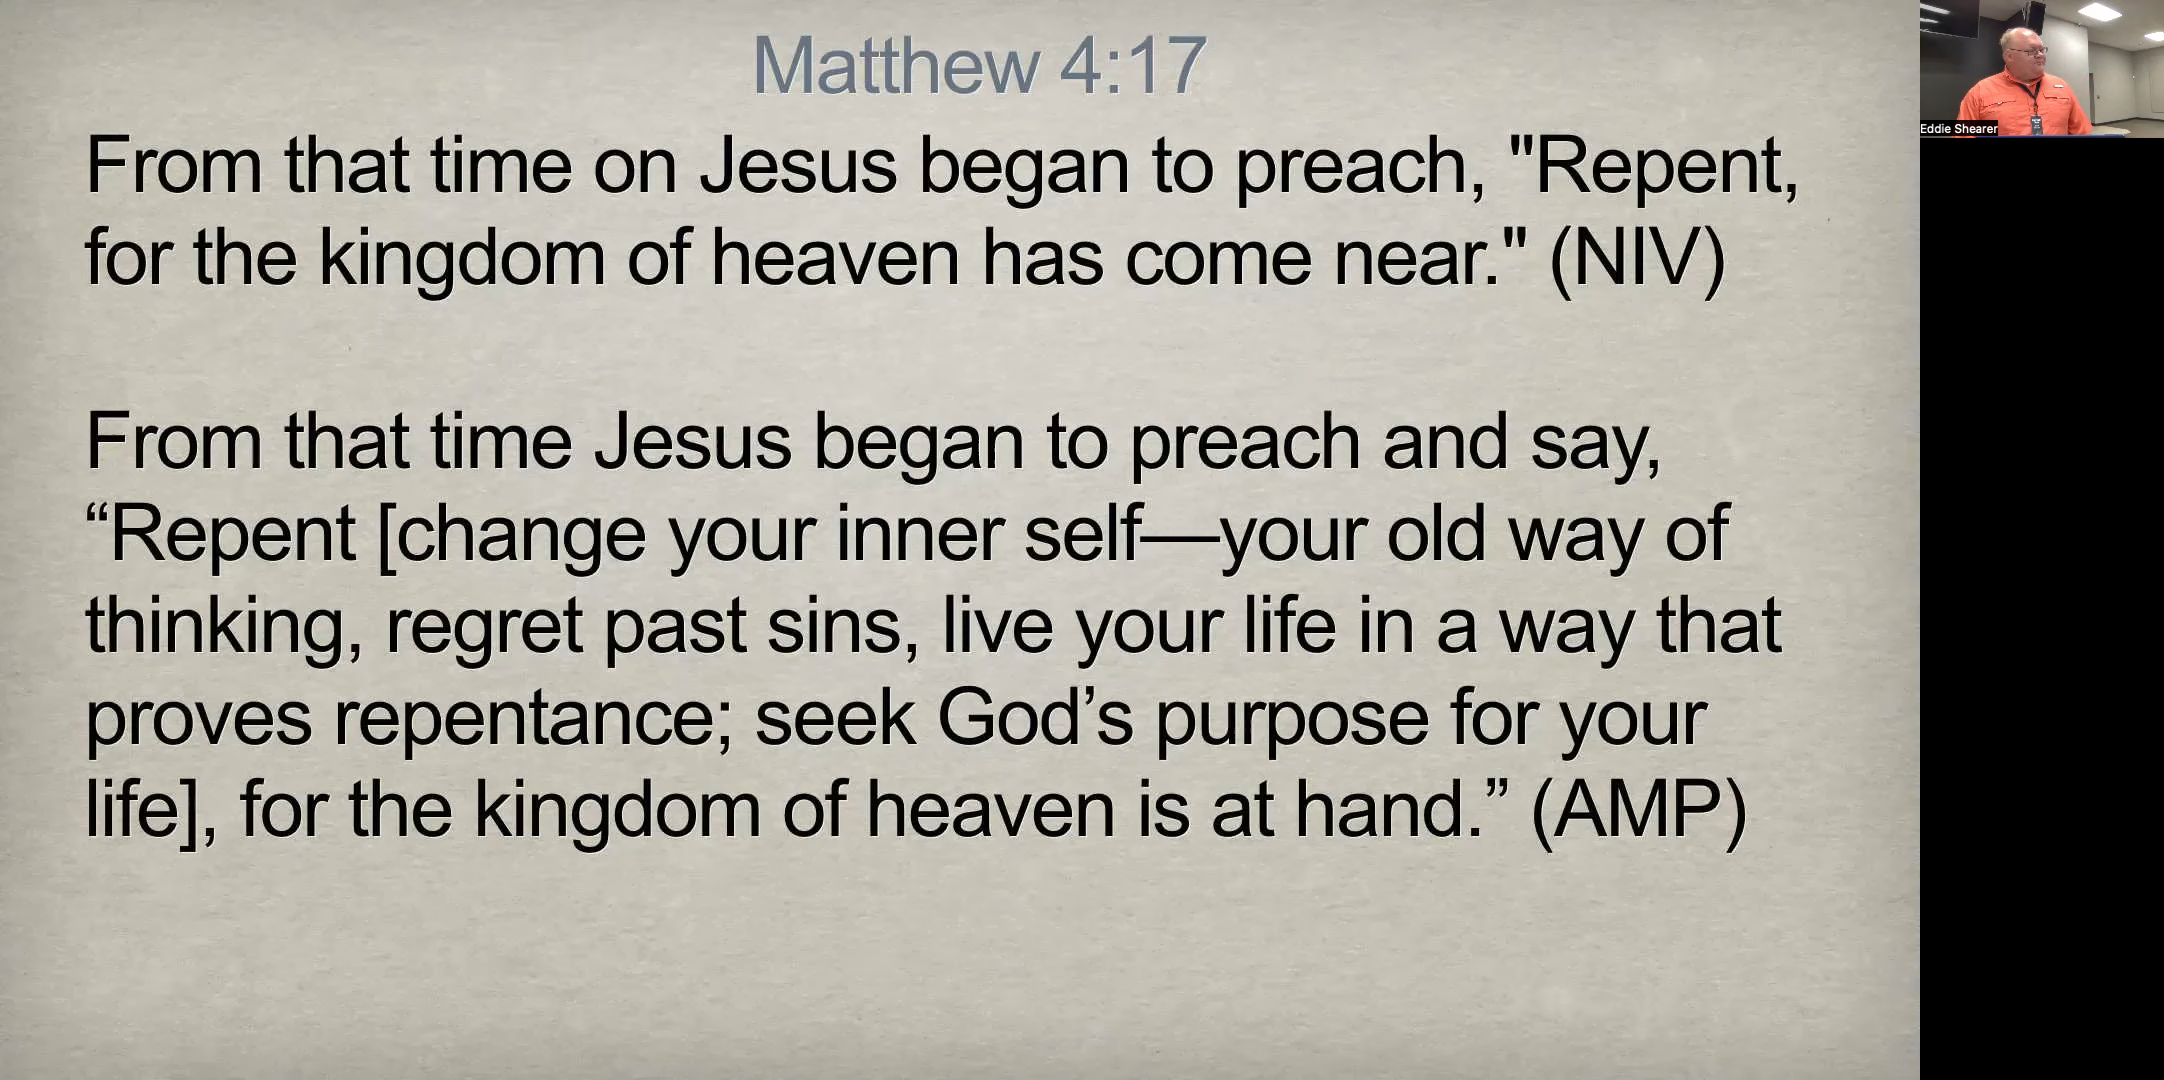 Matthew 4:17
From that time on Jesus began to preach, "Repent,
for the kingdom of heaven has come near." (NIV)
From that time Jesus began to preach and say,
“Repent [change your inner self—your old way of
thinking, regret past sins, live your life in a way that
proves repentance; seek God’s purpose for your
life], for the kingdom of heaven is at hand.” (AMP)
Eddie Shearer